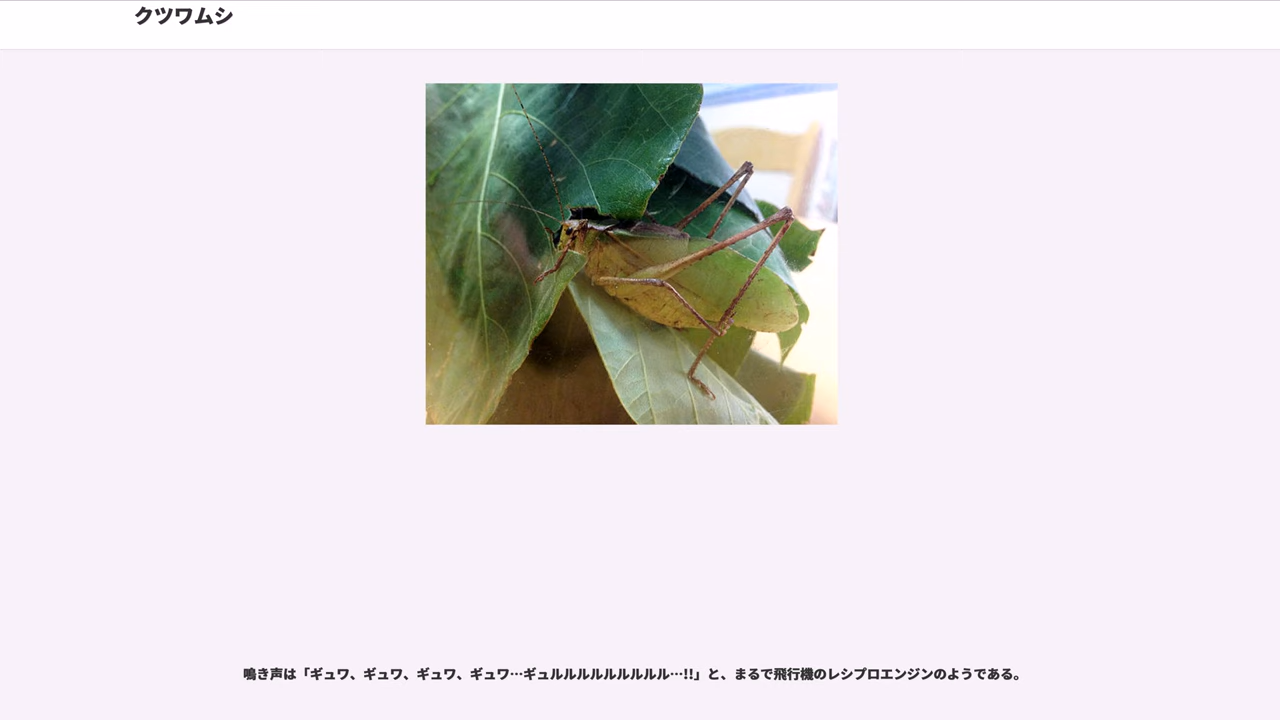 クツワムシ
鳴き声は「ギュワ、ギュワ、ギュワ、ギュワ…ギュルルルルルルルルル…!!」と、まるで飛行機のレシプロエンジンのようである。